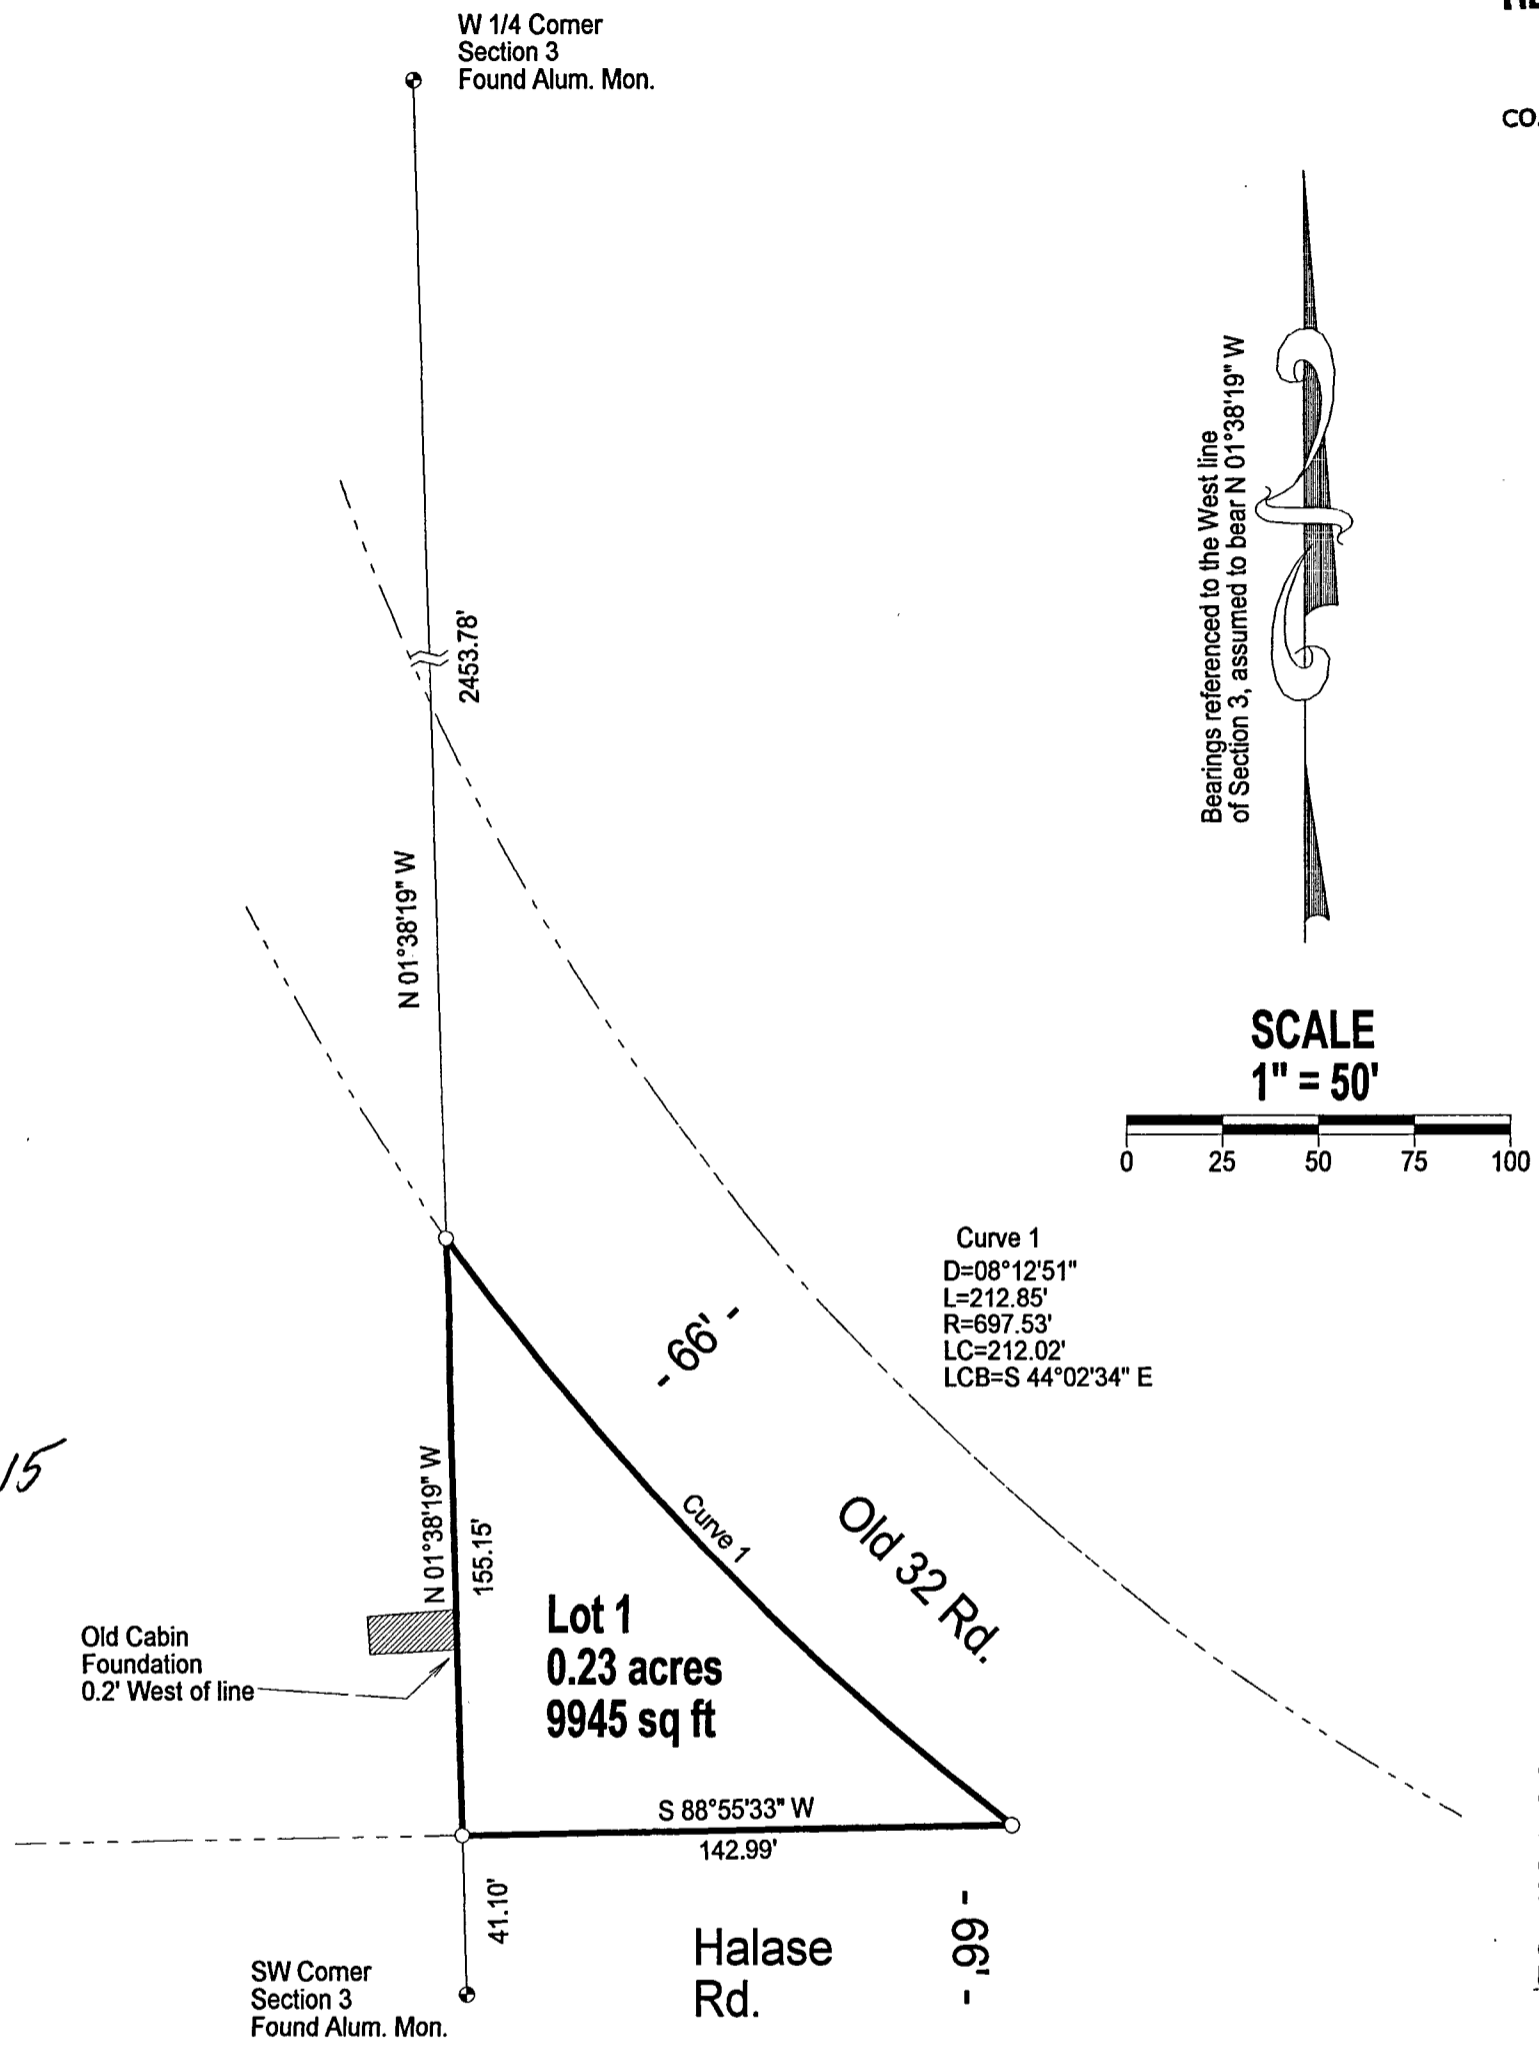 W 1/4 Corner
Section 3
Found Alum. Mon.
CO.
Bearings referenced to the West line
of Section 3, assumed to bear N 01°38'19" W
2453.78'
N 01°38'19" W
SCALE
1" = 50'
0 25 50 75 100
Curve 1
D=08°12'51"
L=212.85'
R=697.53'
LC=212.02'
LCB=S 44°02'34" E
- 66' -
15
N 01°38'19" W
155.15'
Curve 1
Old 32 Rd.
Lot 1
0.23 acres
9945 sq ft
Old Cabin
Foundation
0.2' West of line
S 88°55'33" W
142.99'
41.10'
Halase
Rd.
- 66' -
SW Corner
Section 3
Found Alum. Mon.